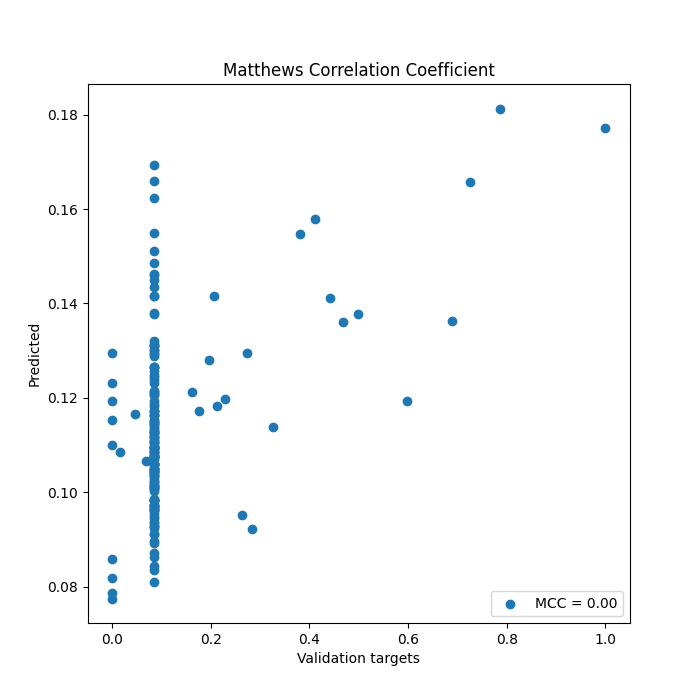 Matthews Correlation Coefficient
0.18
0.16
0.14
0.12
0.10
0.08
Predicted
MCC = 0.00
0.0 0.2 0.4 0.6 0.8 1.0
Validation targets